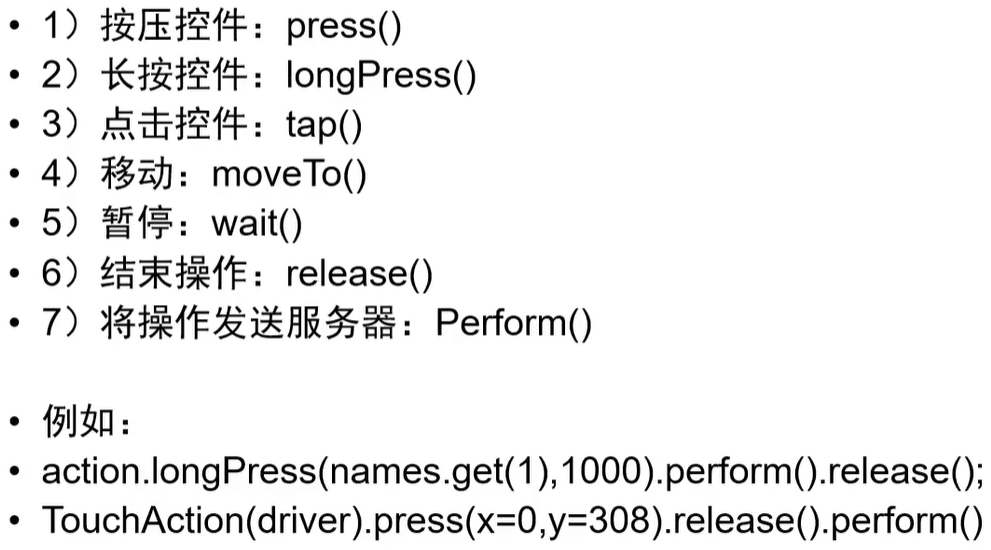 • 1）按压控件：press()
• 2）长按控件：longPress()
• 3）点击控件：tap()
• 4）移动：moveTo()
• 5）暂停：wait()
• 6）结束操作：release()
• 7）将操作发送服务器：Perform()
• 例如：
• action.longPress(names.get(1),1000).perform().release();
• TouchAction(driver).press(x=0,y=308).release().perform()